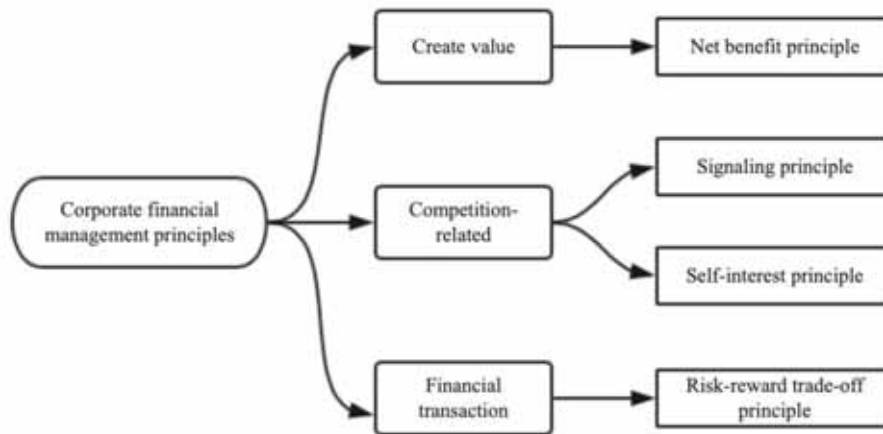 Create value
Net benefit principle
Signaling principle
Corporate financial
management principles
Competition-
related
Self-interest principle
Financial
transaction
Risk-reward trade-off
principle